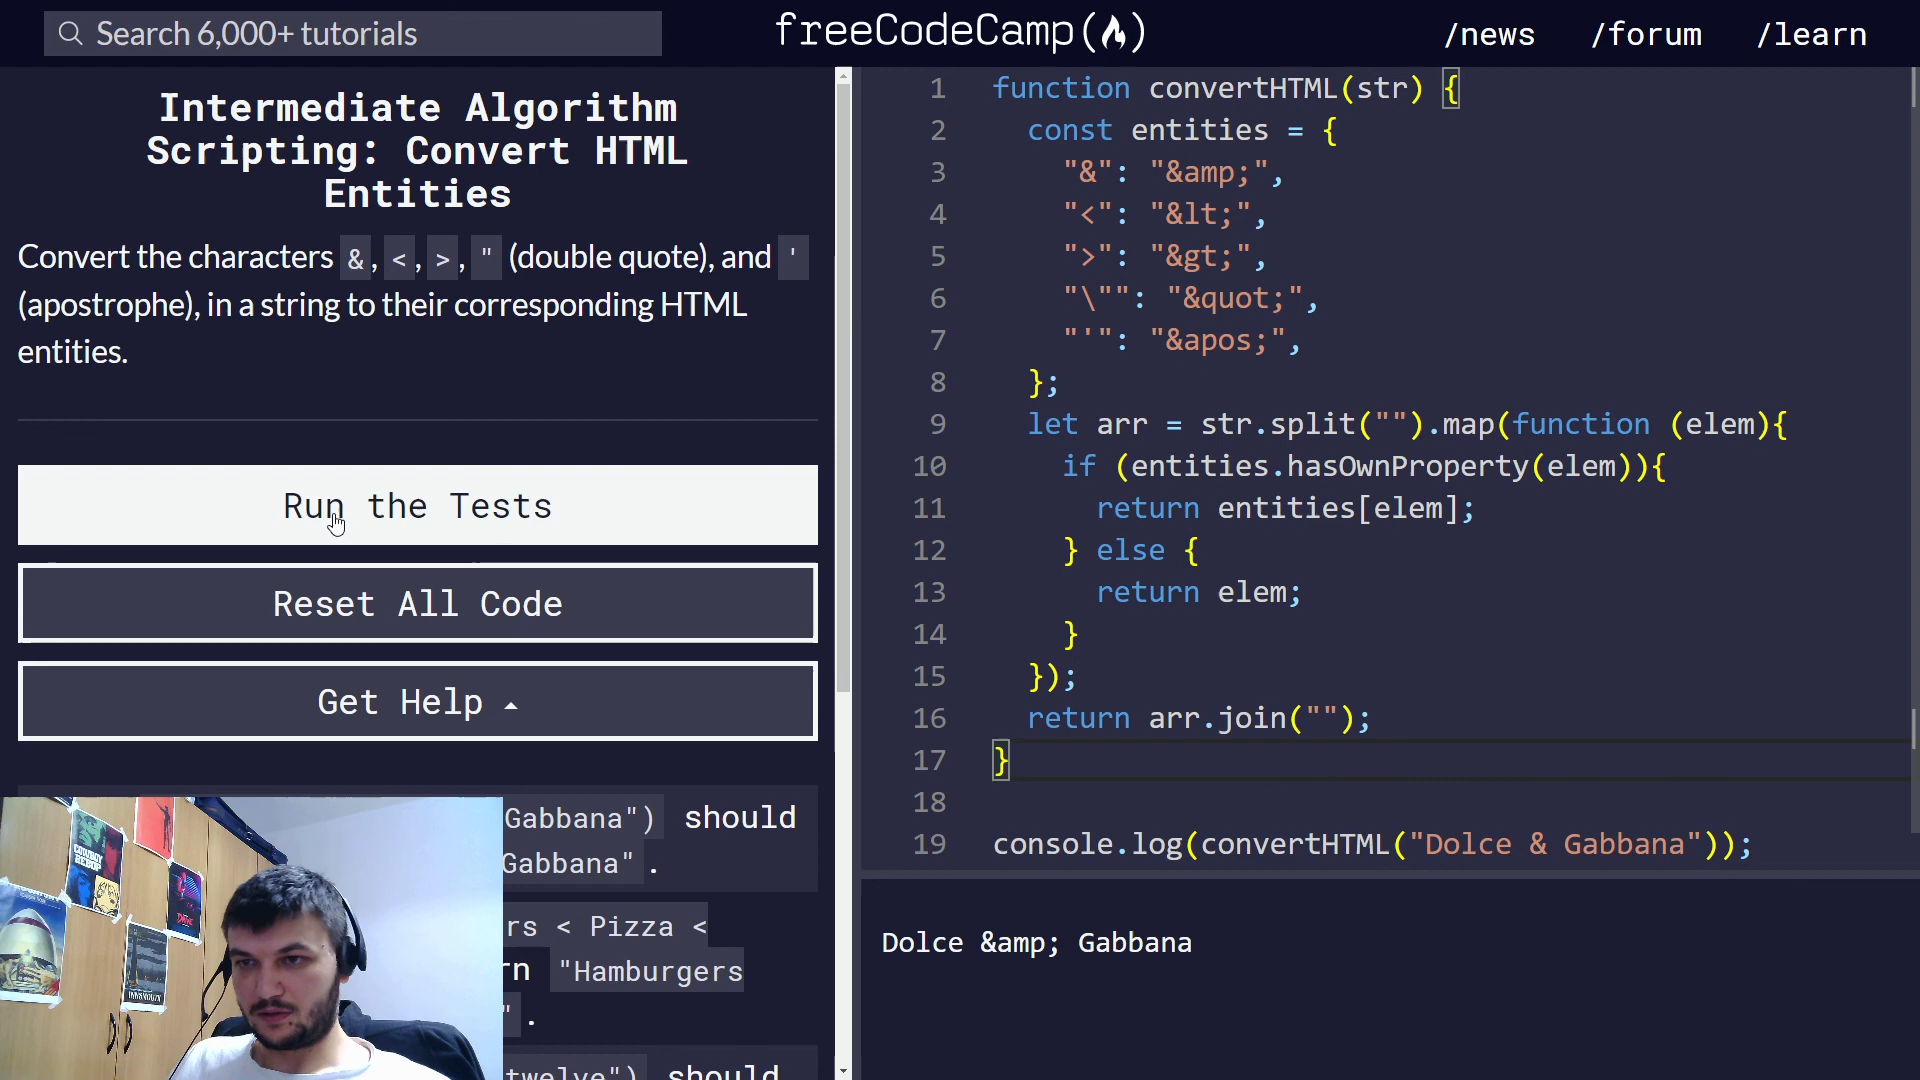 Search 6,000+ tutorials
freeCodeCamp
/news
/forum
/learn
Intermediate Algorithm
Scripting: Convert HTML
Entities
Convert the characters & , < , > , " (double quote), and '
(apostrophe), in a string to their corresponding HTML
entities.
Run the Tests
Reset All Code
Get Help
Gabbana") should
Gabbana" .
rs < Pizza <
rn "Hamburgers
" .
twelve") should
COWBOY
BEBOP
DRIVE
1 function convertHTML(str) {
2 const entities = {
3 "&": "&amp;",
4 "<": "&lt;",
5 ">": "&gt;",
6 "\"": "&quot;",
7 "'": "&apos;",
8 };
9 let arr = str.split("").map(function (elem){
10 if (entities.hasOwnProperty(elem)){
11 return entities[elem];
12 } else {
13 return elem;
14 }
15 });
16 return arr.join("");
17 }
18
19 console.log(convertHTML("Dolce & Gabbana"));
Dolce &amp; Gabbana